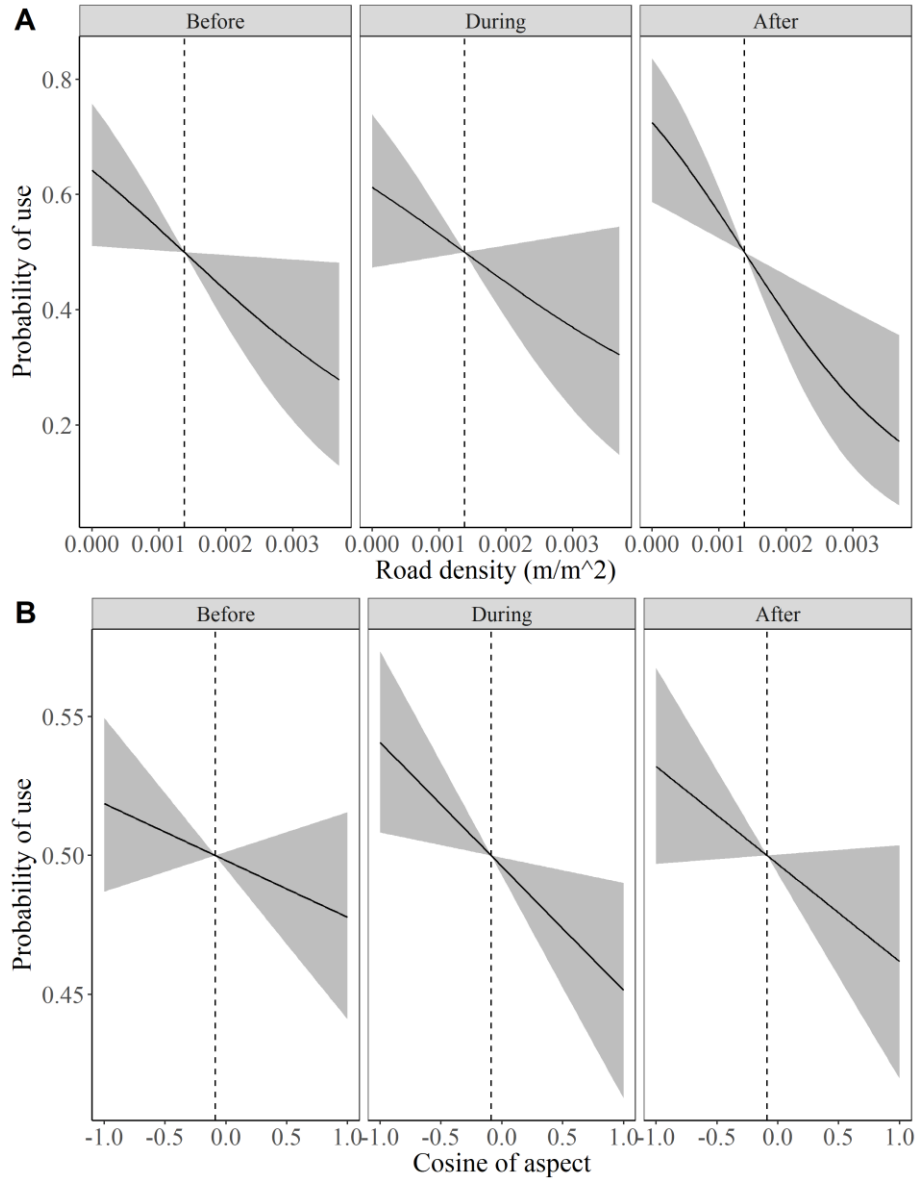 A
Before During After
0.8
0.6
0.4
0.2
Probability of use
0.000 0.001 0.002 0.003 0.000 0.001 0.002 0.003 0.000 0.001 0.002 0.003
Road density (m/m^2)
B
Before During After
0.55
0.50
0.45
Probability of use
-1.0 -0.5 0.0 0.5 1.0 -1.0 -0.5 0.0 0.5 1.0 -1.0 -0.5 0.0 0.5 1.0
Cosine of aspect